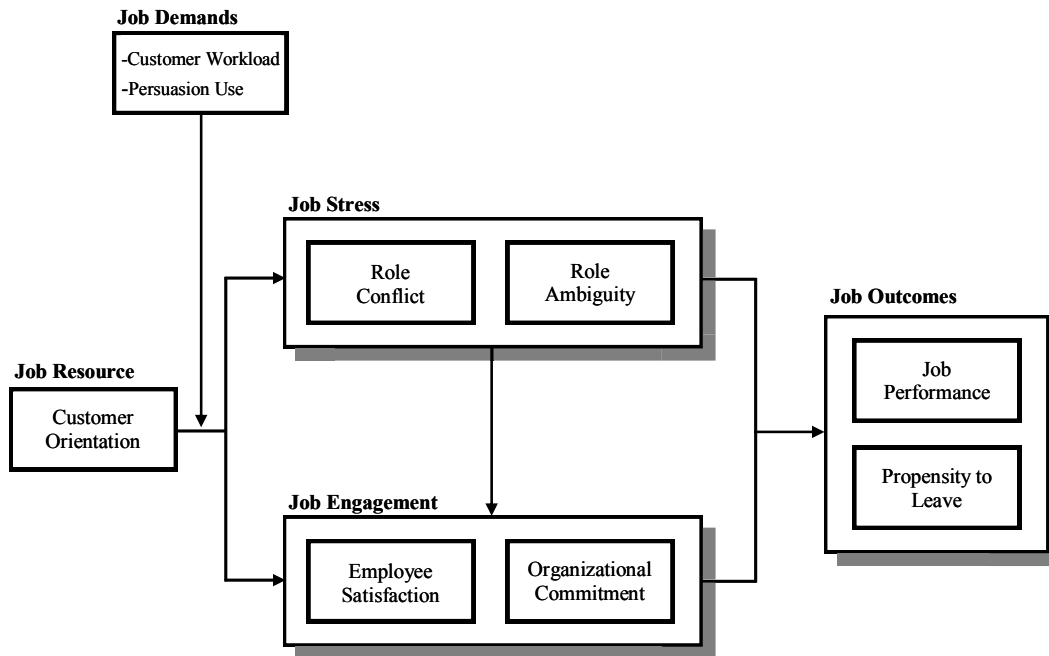 Job Demands
-Customer Workload
-Persuasion Use
Job Stress
Role
Conflict
Role
Ambiguity
Job Outcomes
Job
Performance
Propensity to
Leave
Job Resource
Customer
Orientation
Job Engagement
Employee
Satisfaction
Organizational
Commitment